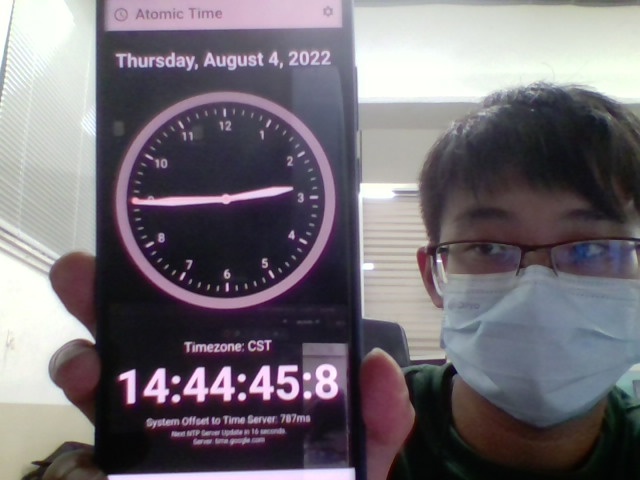 Atomic Time
Thursday, August 4, 2022
12
1
2
3
4
5
6
7
8
10
11
Timezone: CST
14:44:45:8
System Offset to Time Server: 787ms
Next NTP Server Update in 16 seconds.
Server: time.google.com